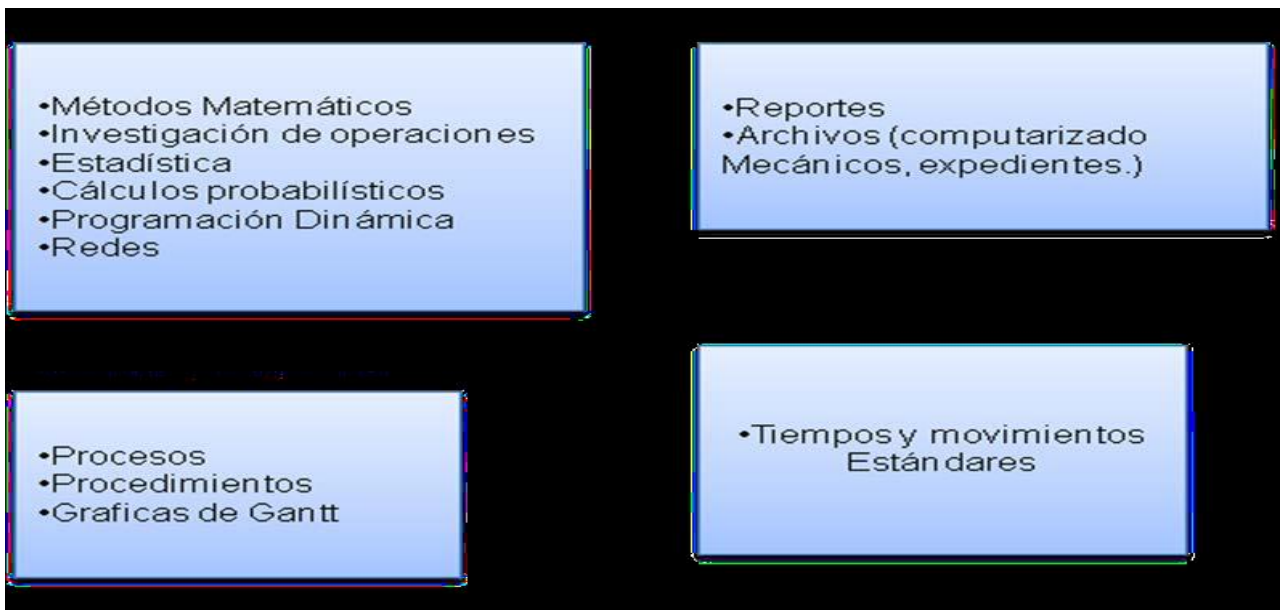 •Métodos Matemáticos
•Investigación de operaciones
•Estadística
•Cálculos probabilísticos
•Programación Dinámica
•Redes
•Reportes
•Archivos (computarizado
Mecánicos, expedientes.)
•Procesos
•Procedimientos
•Graficas de Gantt
•Tiempos y movimientos
Estándares